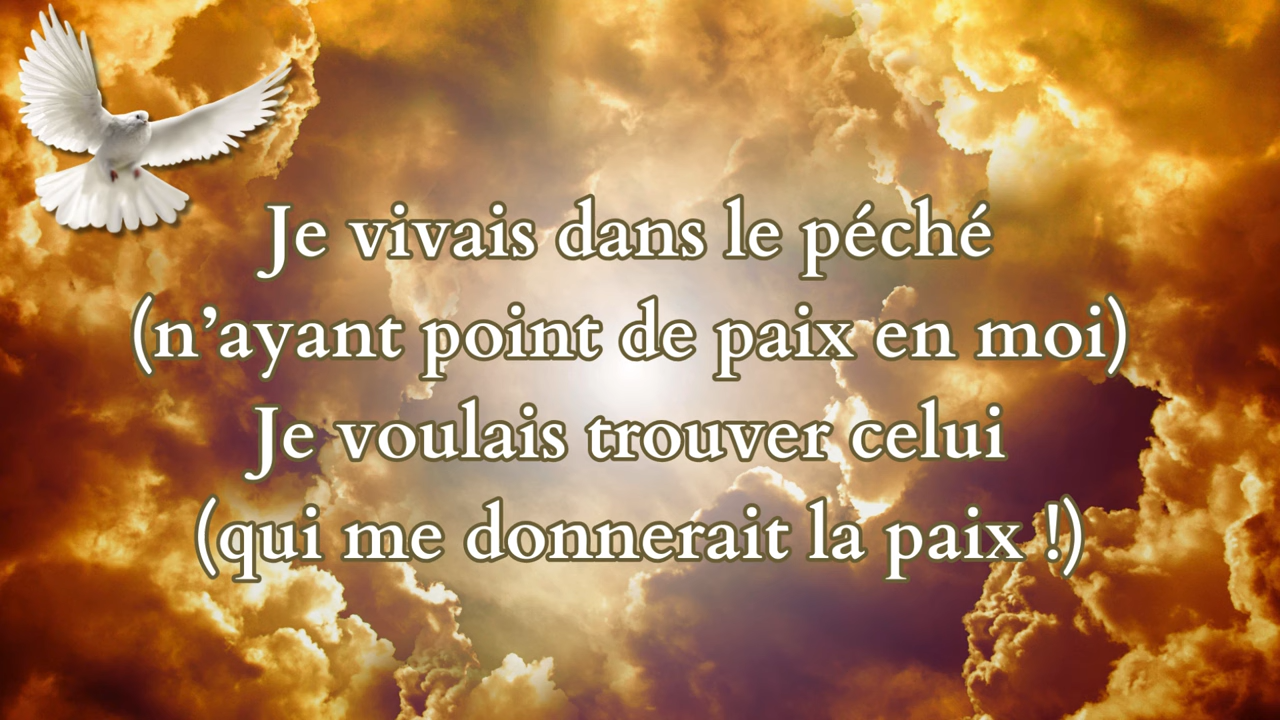 Je vivais dans le péché
(n’ayant point de paix en moi)
Je voulais trouver celui
(qui me donnerait la paix !)